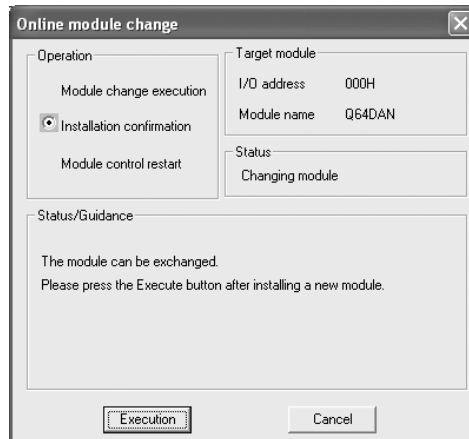 Online module change
Operation
Module change execution
Installation confirmation
Module control restart
Target module
I/O address 000H
Module name Q64DAN
Status
Changing module
Status/Guidance
The module can be exchanged.
Please press the Execute button after installing a new module.
Execution Cancel